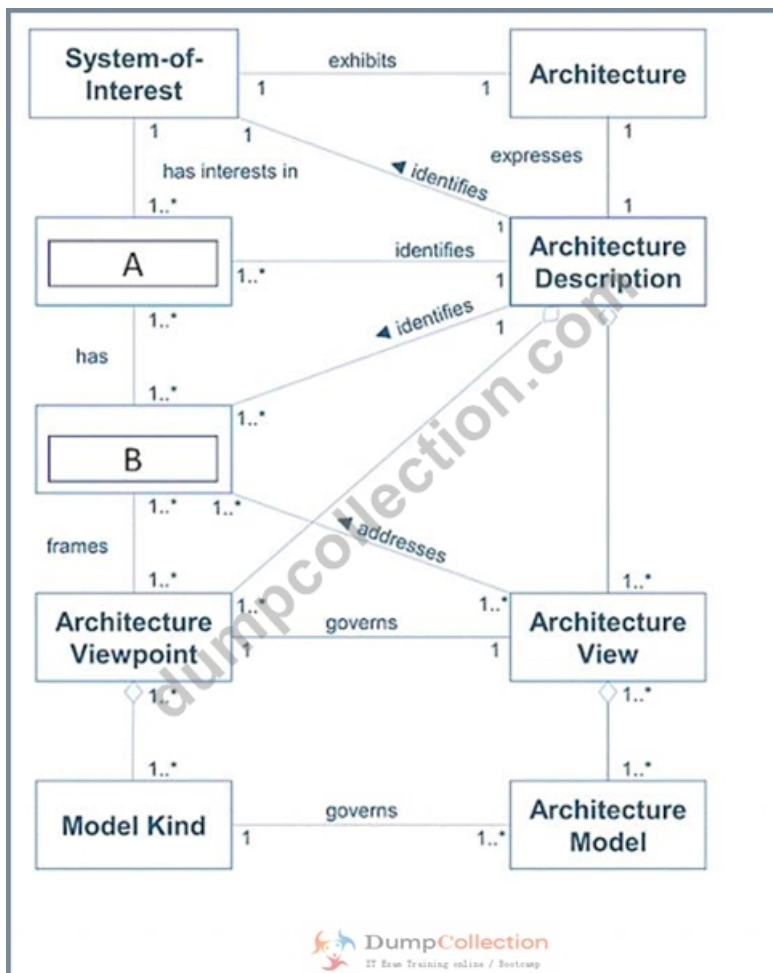 System-of-
Interest
exhibits
Architecture
1
1
1
1
1
has interests in
identifies
expresses
1..*
1
1
A
identifies
Architecture
Description
1..*
1
1..*
identifies
1
has
1..*
1..*
B
1..*
1..*
frames
addresses
1..*
1..*
1..*
1..*
Architecture
Viewpoint
governs
Architecture
View
1
1
1..*
1..*
1..*
1..*
Model Kind
governs
Architecture
Model
1
1..*
dumpcollection.com
DumpCollection
IT Exam Training online / Bootcamp